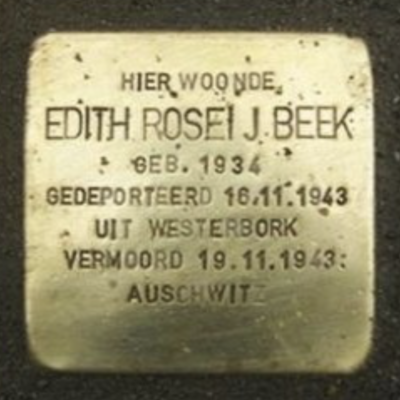 HIER WOONDE
EDITH ROSEI J. BEEK
GEB. 1934
GEDEPORTEERD 16.11.1943
UIT WESTERBORK
VERMOORD 19.11.1943
AUSCHWITZ